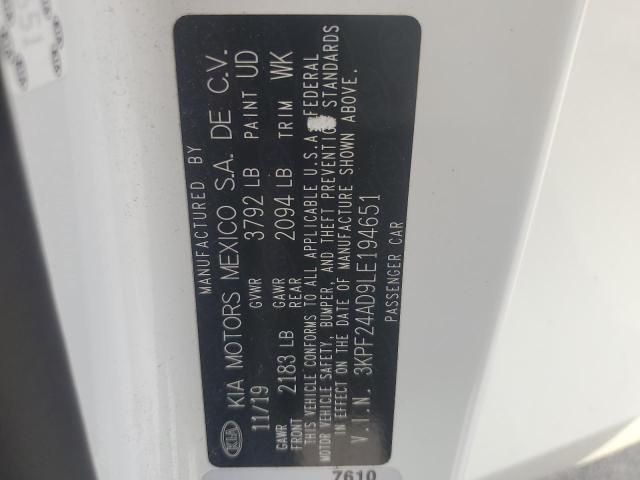 MANUFACTURED BY
KIA KIA MOTORS MEXICO S.A. DE C.V.
11/19 GVWR 3792 LB PAINT UD
GAWR FRONT 2183 LB GAWR REAR 2094 LB TRIM WK
THIS VEHICLE CONFORMS TO ALL APPLICABLE U.S.A. FEDERAL
MOTOR VEHICLE SAFETY, BUMPER, AND THEFT PREVENTION STANDARDS
IN EFFECT ON THE DATE OF MANUFACTURE SHOWN ABOVE.
V.I.N. 3KPF24AD9LE194651
PASSENGER CAR
7610